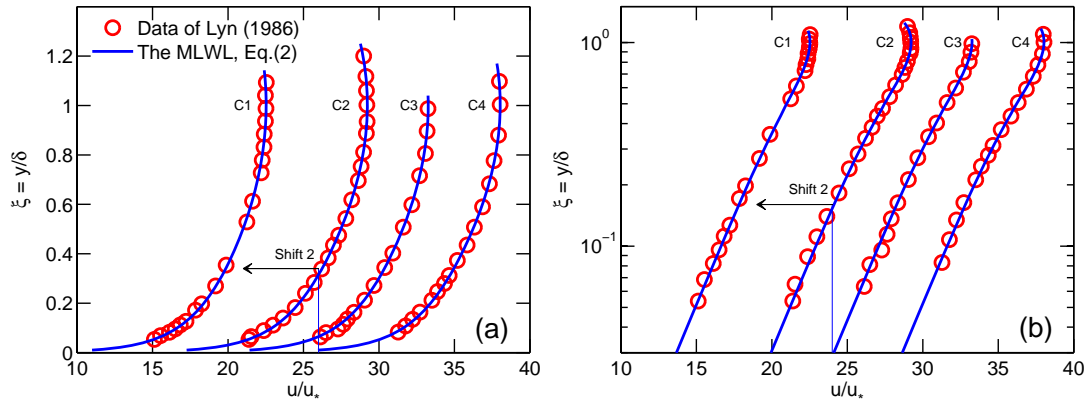 Data of Lyn (1986)
The MLWL, Eq.(2)
C1
C2
C3
C4
Shift 2
(a)
ξ = y/δ
1.2
1
0.8
0.6
0.4
0.2
0
10
15
20
25
30
35
40
u/u*
C1
C2
C3
C4
Shift 2
(b)
ξ = y/δ
10⁰
10⁻¹
10
15
20
25
30
35
40
u/u*